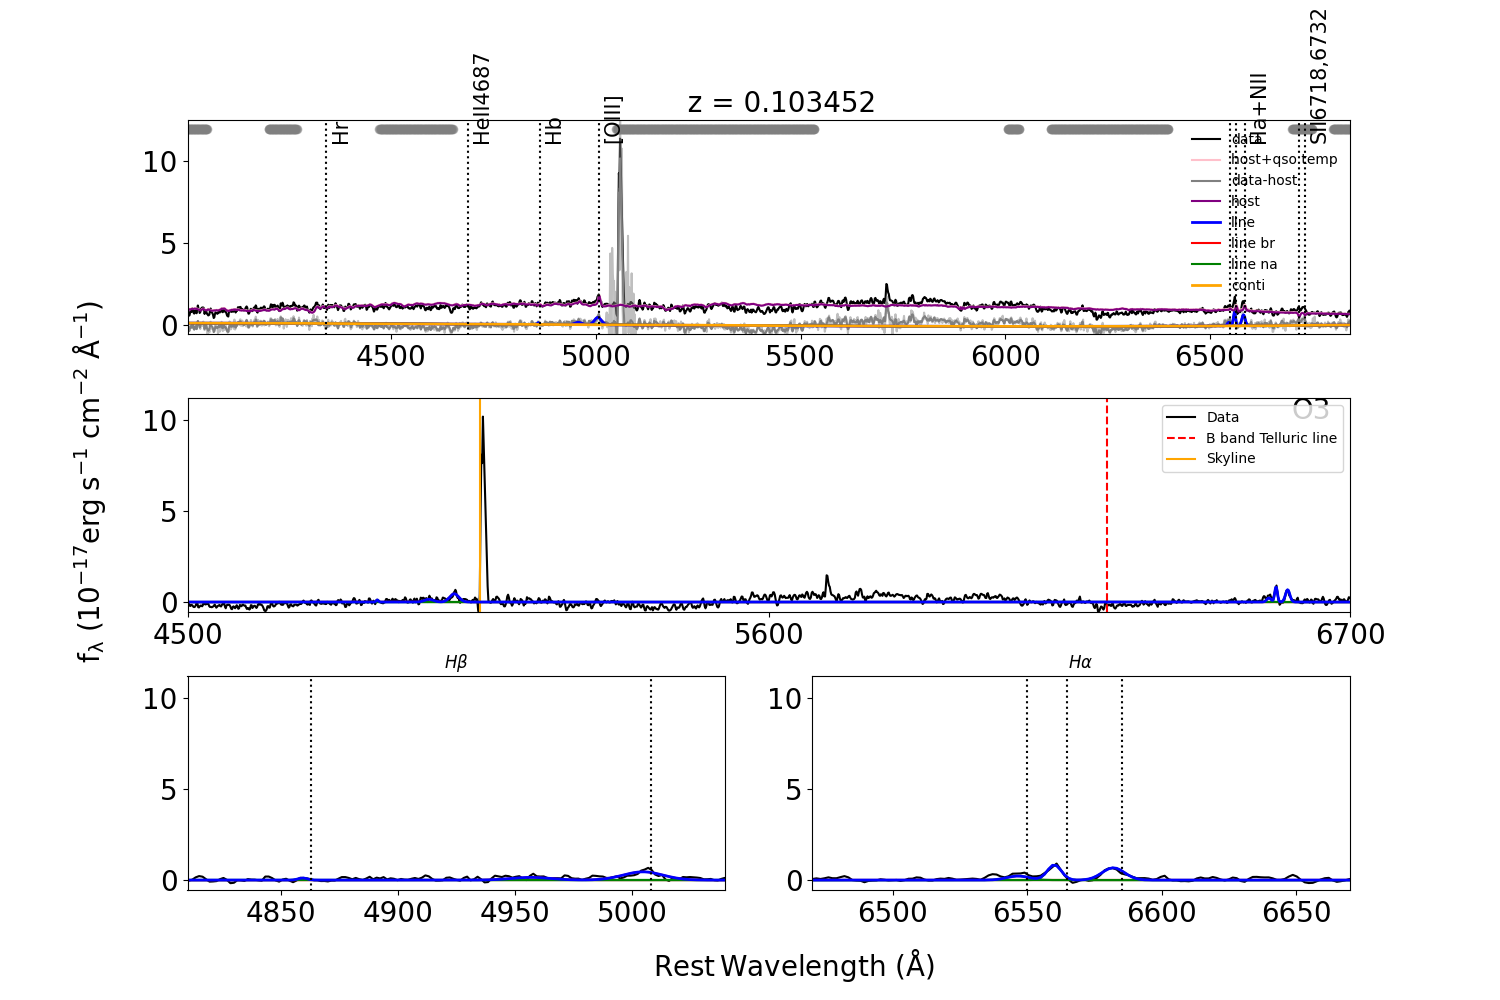 z = 0.103452
Hr
HeII4687
Hb
[OIII]
Ha+NII
SII6718,6732
data
host+qso temp
data-host
host
line
line br
line na
conti
10
5
0
4500
5000
5500
6000
6500
O3
Data
B band Telluric line
Skyline
10
5
0
4500
5600
6700
fλ (10⁻¹⁷erg s⁻¹ cm⁻² Å⁻¹)
Hβ
10
5
0
4850
4900
4950
5000
Hα
10
5
0
6500
6550
6600
6650
Rest Wavelength (Å)